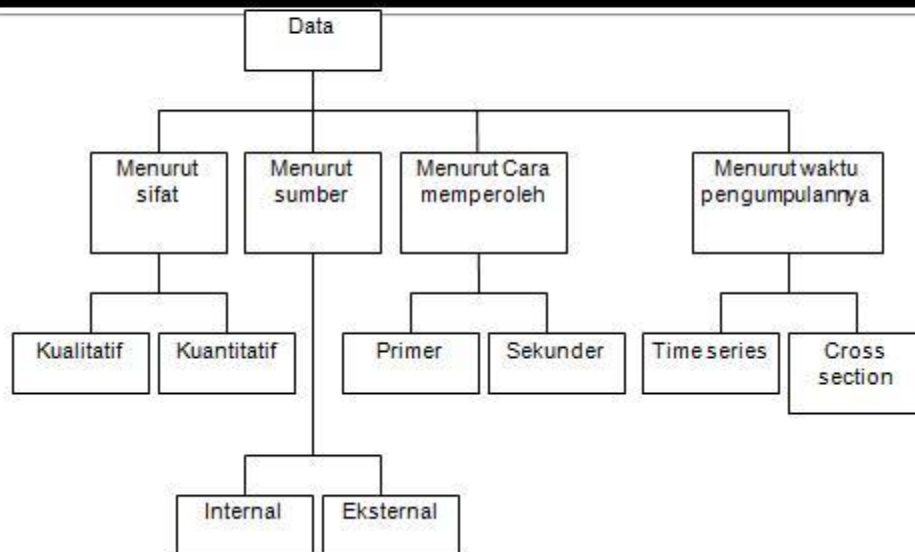 Data
Menurut
sifat
Menurut
sumber
Menurut Cara
memperoleh
Menurut waktu
pengumpulannya
Kualitatif
Kuantitatif
Primer
Sekunder
Time series
Cross
section
Internal
Eksternal